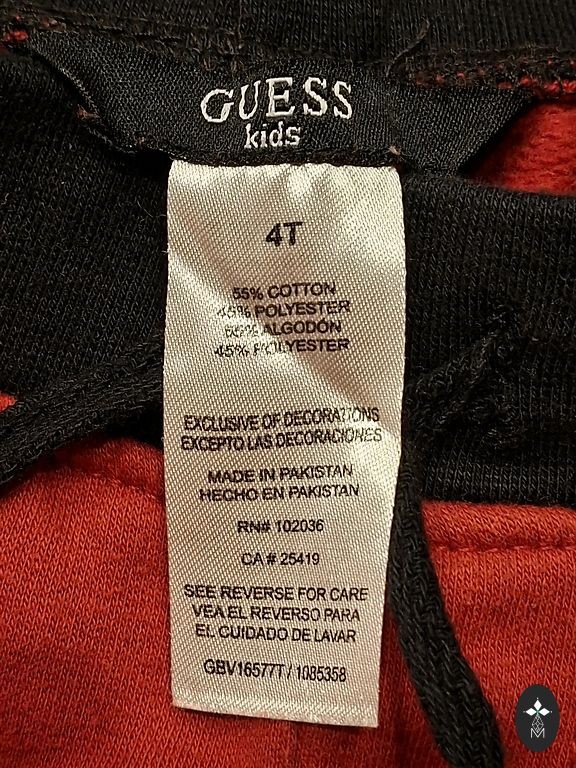 GUESS
kids
4T
55% COTTON
45% POLYESTER
55% ALGODÓN
45% POLYESTER
EXCLUSIVE OF DECORATIONS
EXCEPTO LAS DECORACIONES
MADE IN PAKISTAN
HECHO EN PAKISTAN
RN# 102036
CA # 25419
SEE REVERSE FOR CARE
VEA EL REVERSO PARA
EL CUIDADO DE LAVAR
GBV16577T / 1085358
M